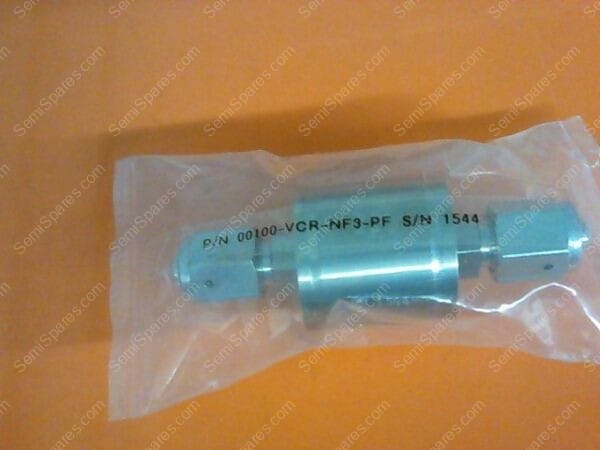 P/N 00100-VCR-NF3-PF S/N 1544
SemiSpares.com